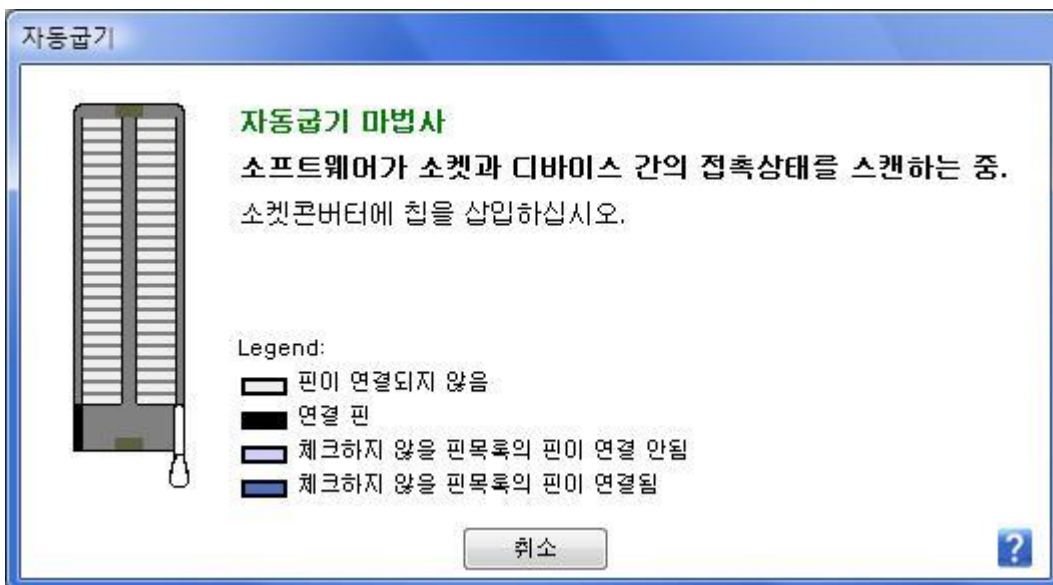 자동굽기
자동굽기 마법사
소프트웨어가 소켓과 디바이스 간의 접촉상태를 스캔하는 중.
소켓콘버터에 칩을 삽입하십시오.
Legend:
핀이 연결되지 않음
연결 핀
체크하지 않을 핀목록의 핀이 연결 안됨
체크하지 않을 핀목록의 핀이 연결됨
취소
?